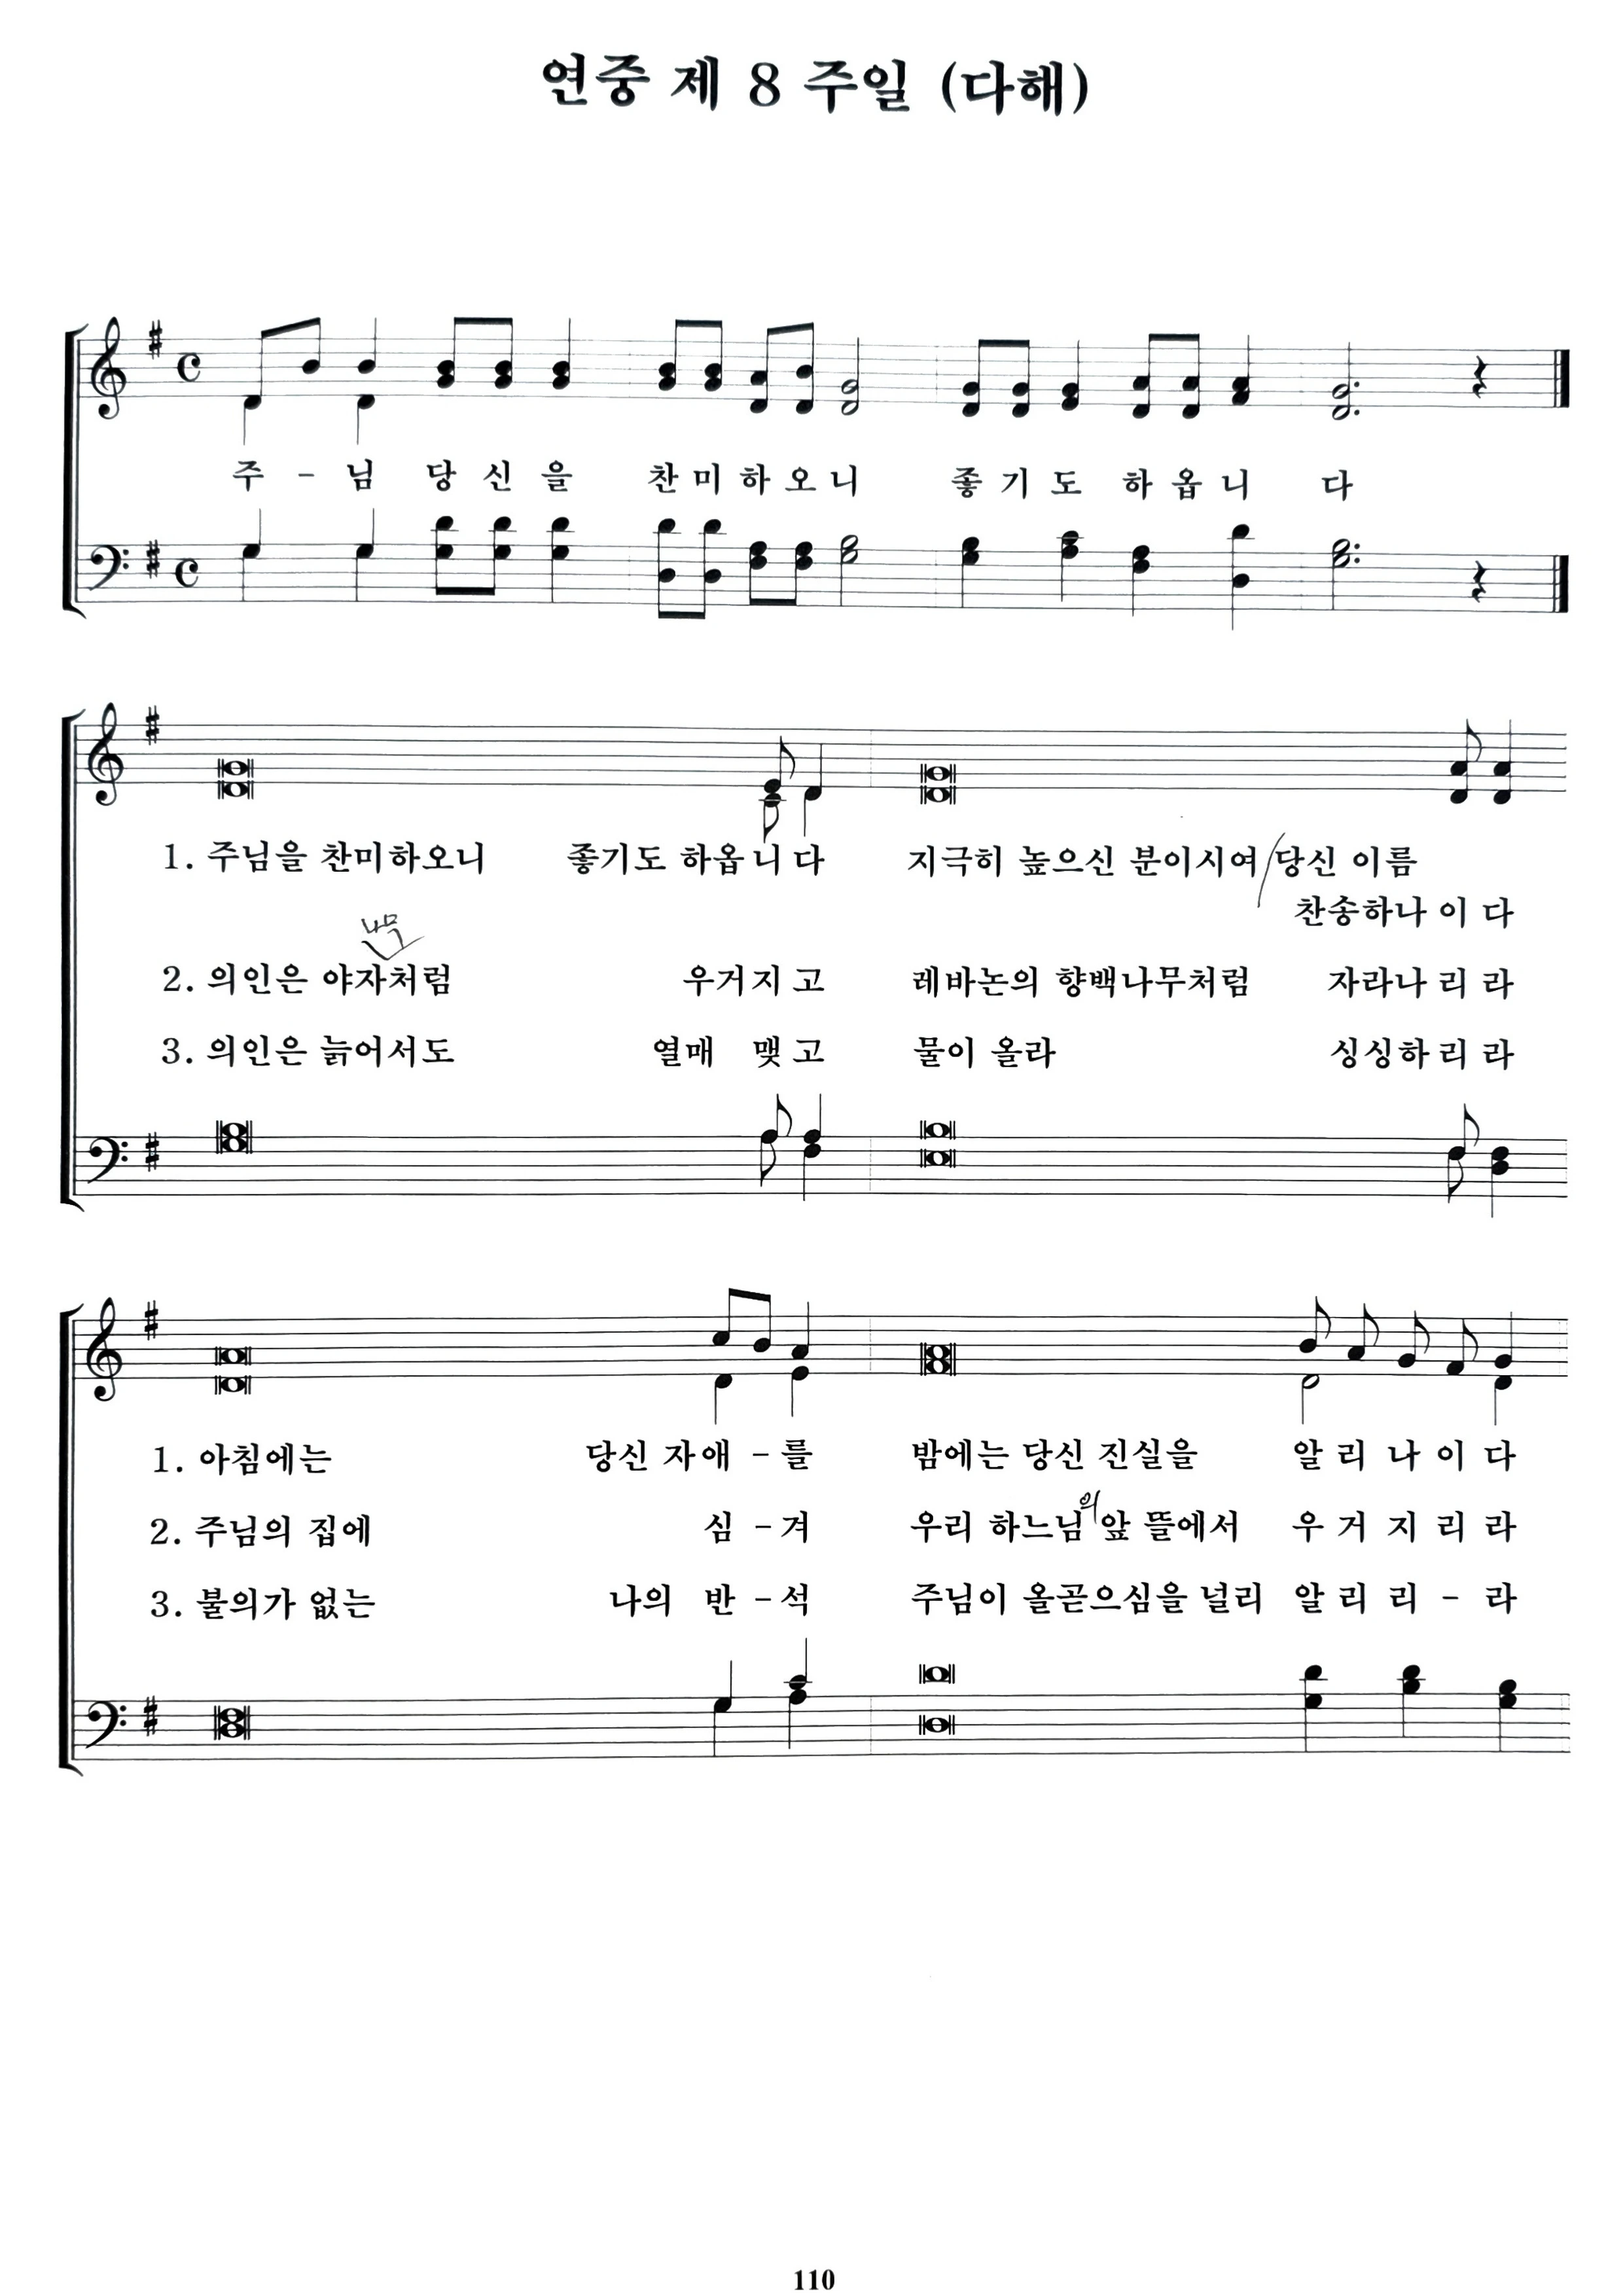 연중 제 8 주일 (다해)
주 - 님 당 신 을 찬 미 하 오 니 좋 기 도 하 옵 니 다
1. 주님을 찬미하오니 좋기도 하옵 니 다 지극히 높으신 분이시여 / 당신 이름
찬송하나 이 다
나무
2. 의인은 야자처럼 우거지 고 레바논의 향백나무처럼 자라나 리 라
3. 의인은 늙어서도 열매 맺 고 물이 올라 싱싱하 리 라
1. 아침에는 당신 자애 - 를 밤에는 당신 진실을 알 리 나 이 다
의
2. 주님의 집에 심 - 겨 우리 하느님 앞 뜰에서 우 거 지 리 라
3. 불의가 없는 나의 반 - 석 주님이 올곧으심을 널리 알 리 리 - 라
110